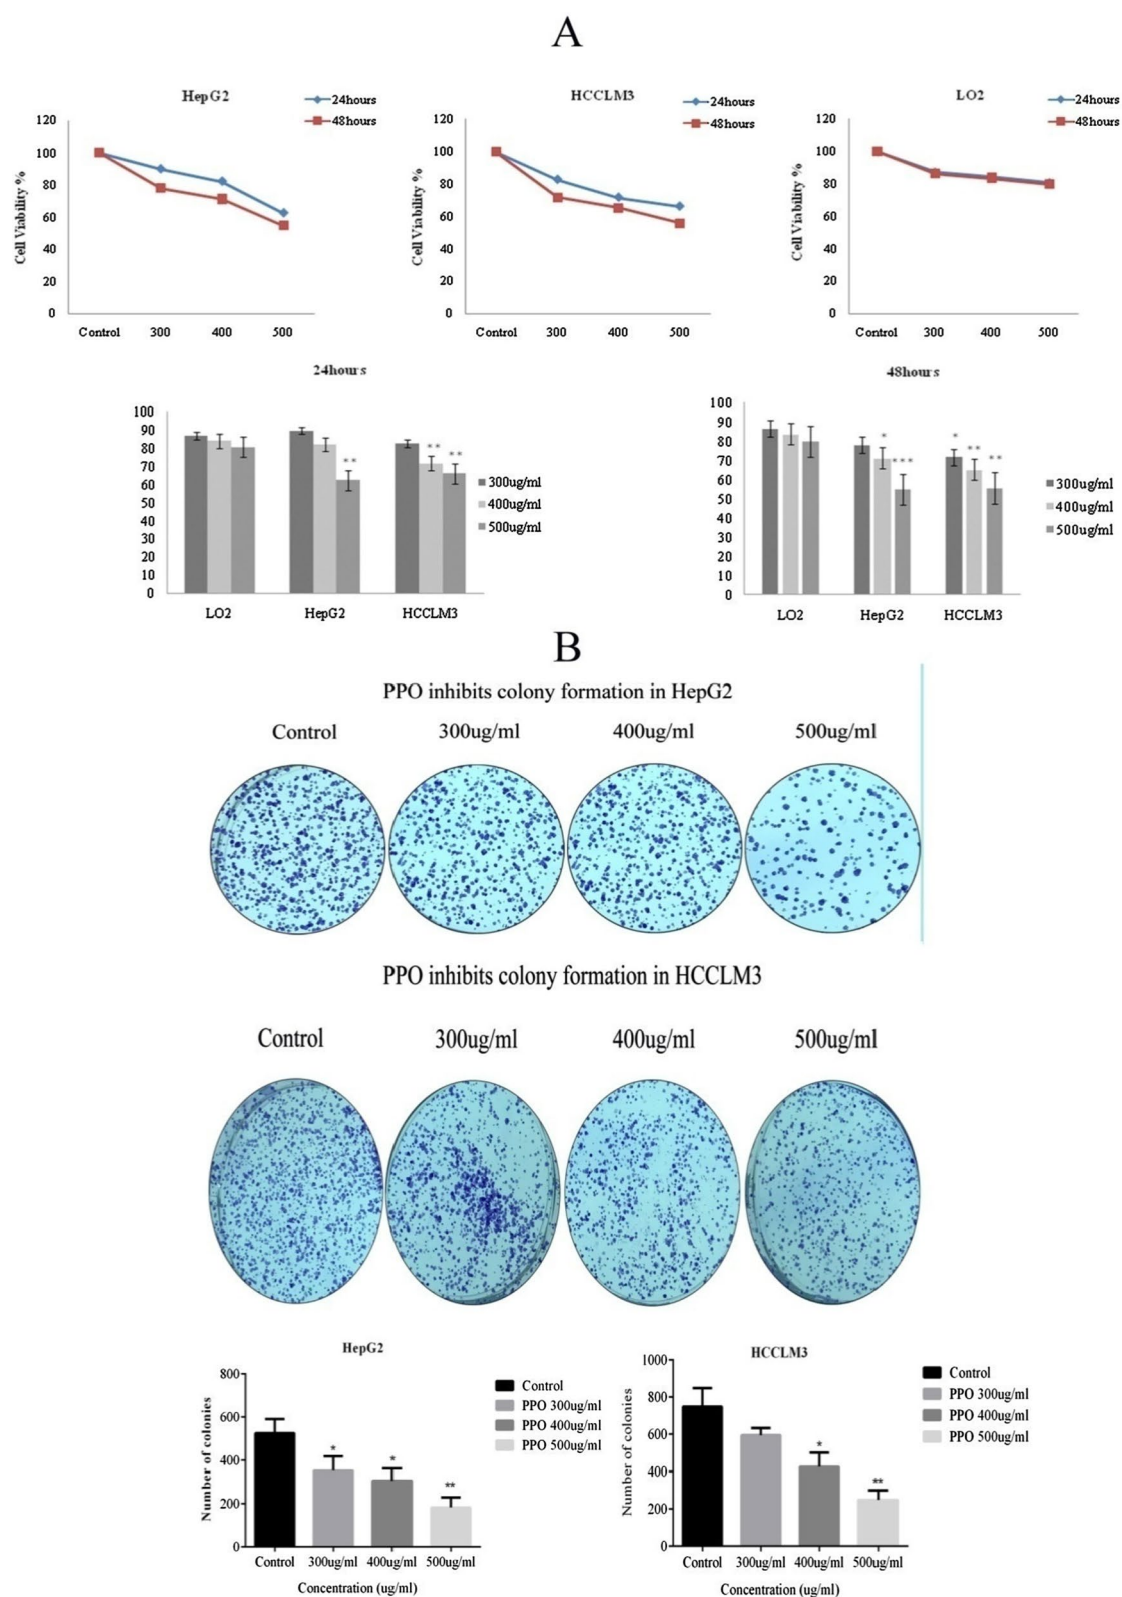 A
HepG2
24hours
48hours
120
100
80
60
40
20
0
Cell Viability %
Control 300 400 500
HCCLM3
24hours
48hours
120
100
80
60
40
20
0
Cell Viability %
Control 300 400 500
LO2
24hours
48hours
120
100
80
60
40
20
0
Cell Viability %
Control 300 400 500
24hours
100
90
80
70
60
50
40
30
20
10
0
**
**
**
LO2 HepG2 HCCLM3
300ug/ml
400ug/ml
500ug/ml
48hours
100
90
80
70
60
50
40
30
20
10
0
*
***
*
**
**
LO2 HepG2 HCCLM3
300ug/ml
400ug/ml
500ug/ml
B
PPO inhibits colony formation in HepG2
Control 300ug/ml 400ug/ml 500ug/ml
PPO inhibits colony formation in HCCLM3
Control 300ug/ml 400ug/ml 500ug/ml
HepG2
800
600
400
200
0
Number of colonies
*
*
**
Control 300ug/ml 400ug/ml 500ug/ml
Concentration (ug/ml)
Control
PPO 300ug/ml
PPO 400ug/ml
PPO 500ug/ml
HCCLM3
1000
800
600
400
200
0
Number of colonies
*
**
Control 300ug/ml 400ug/ml 500ug/ml
Concentration (ug/ml)
Control
PPO 300ug/ml
PPO 400ug/ml
PPO 500ug/ml